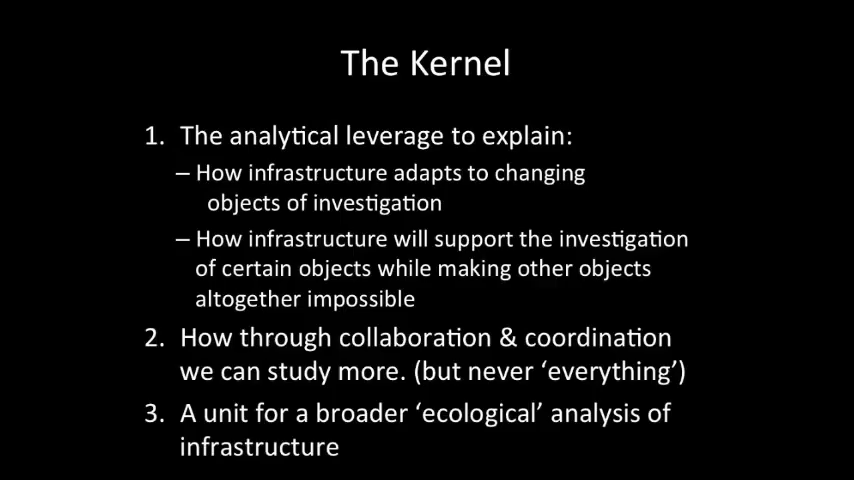 The Kernel
1. The analytical leverage to explain:
– How infrastructure adapts to changing
objects of investigation
– How infrastructure will support the investigation
of certain objects while making other objects
altogether impossible
2. How through collaboration & coordination
we can study more. (but never ‘everything’)
3. A unit for a broader ‘ecological’ analysis of
infrastructure